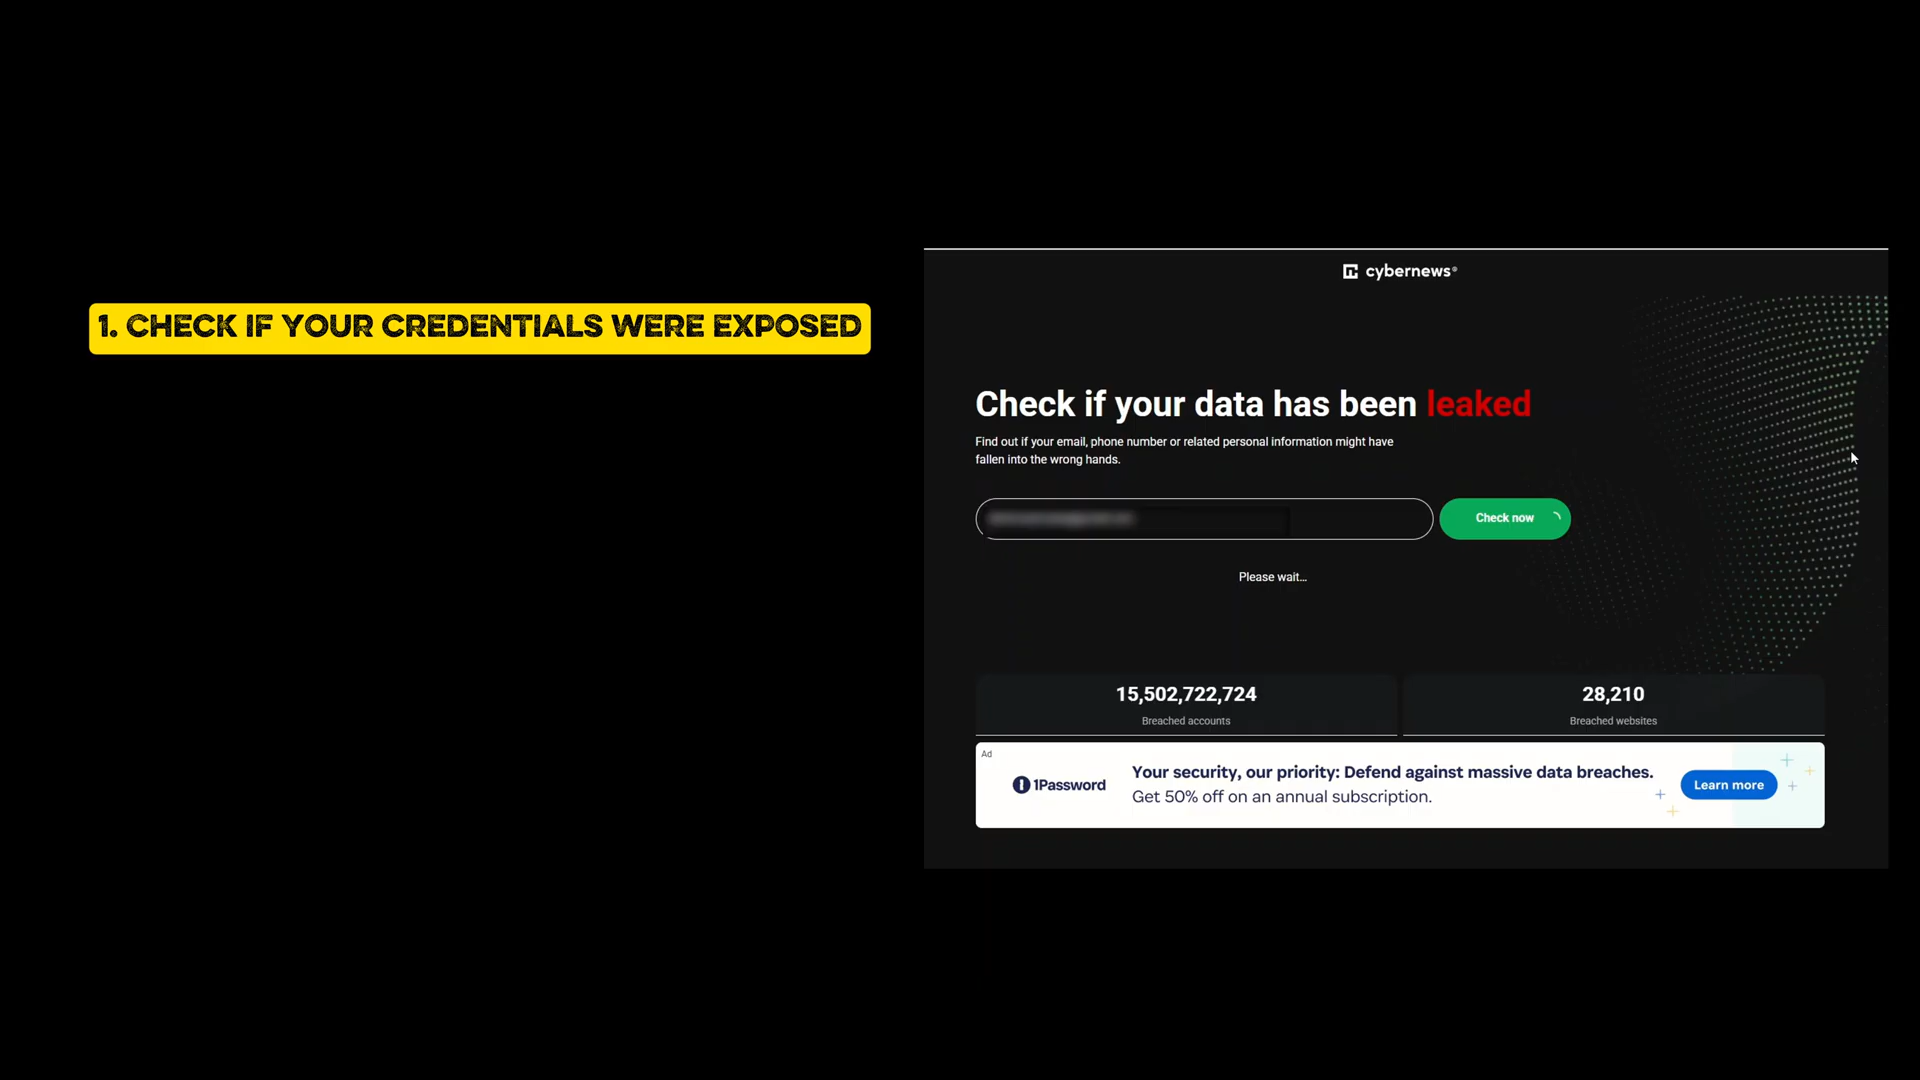 1. CHECK IF YOUR CREDENTIALS WERE EXPOSED
cybernews®
Check if your data has been leaked
Find out if your email, phone number or related personal information might have
fallen into the wrong hands.
Check now
Please wait...
15,502,722,724
Breached accounts
28,210
Breached websites
Ad
1Password
Your security, our priority: Defend against massive data breaches.
Get 50% off on an annual subscription.
Learn more